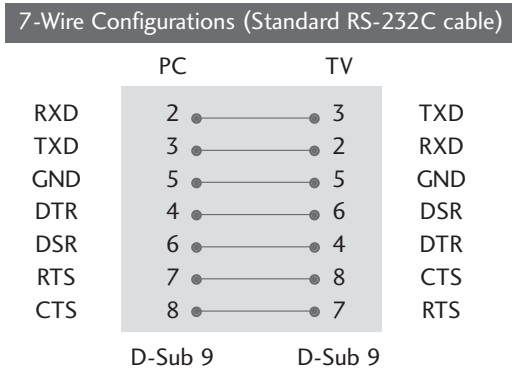 7-Wire Configurations (Standard RS-232C cable)
PC TV
RXD 2 3 TXD
TXD 3 2 RXD
GND 5 5 GND
DTR 4 6 DSR
DSR 6 4 DTR
RTS 7 8 CTS
CTS 8 7 RTS
D-Sub 9 D-Sub 9